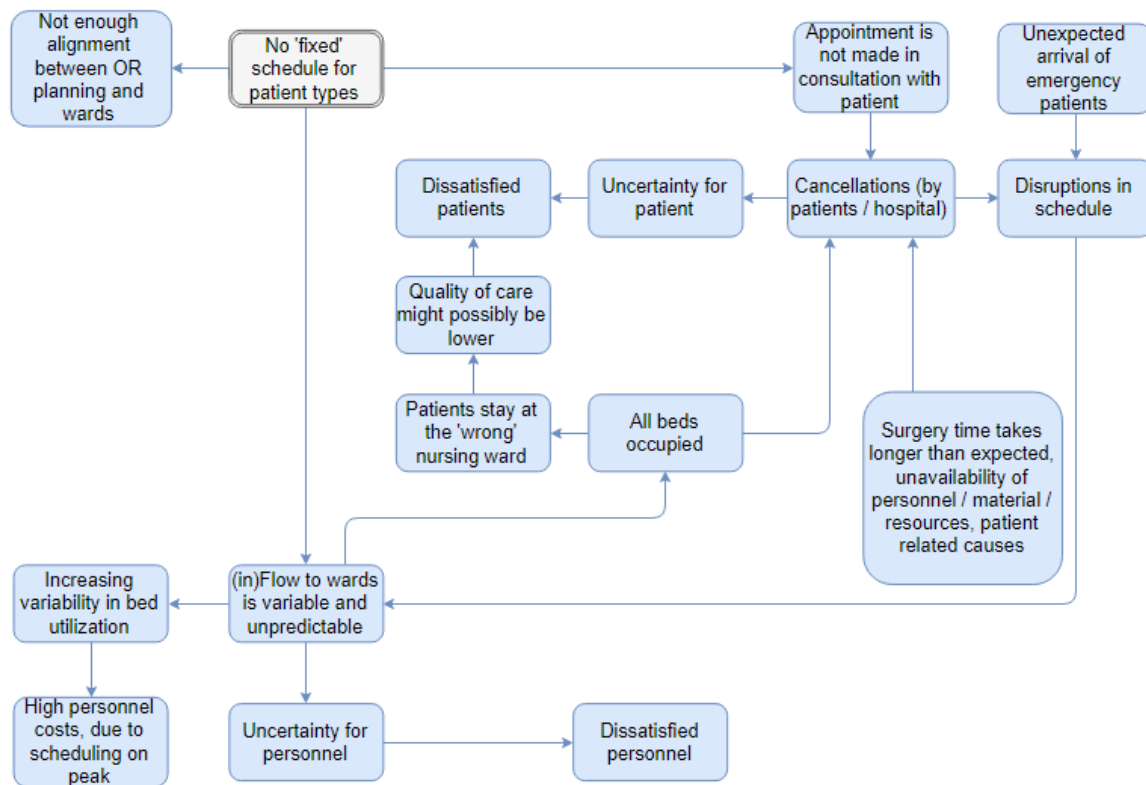 Not enough
alignment
between OR
planning and
wards
No 'fixed'
schedule for
patient types
Appointment is
not made in
consultation with
patient
Unexpected
arrival of
emergency
patients
Dissatisfied
patients
Uncertainty for
patient
Cancellations (by
patients / hospital)
Disruptions in
schedule
Quality of care
might possibly be
lower
Patients stay at
the 'wrong'
nursing ward
All beds
occupied
Surgery time takes
longer than expected,
unavailability of
personnel / material /
resources, patient
related causes
Increasing
variability in bed
utilization
(in)Flow to wards
is variable and
unpredictable
High personnel
costs, due to
scheduling on
peak
Uncertainty for
personnel
Dissatisfied
personnel